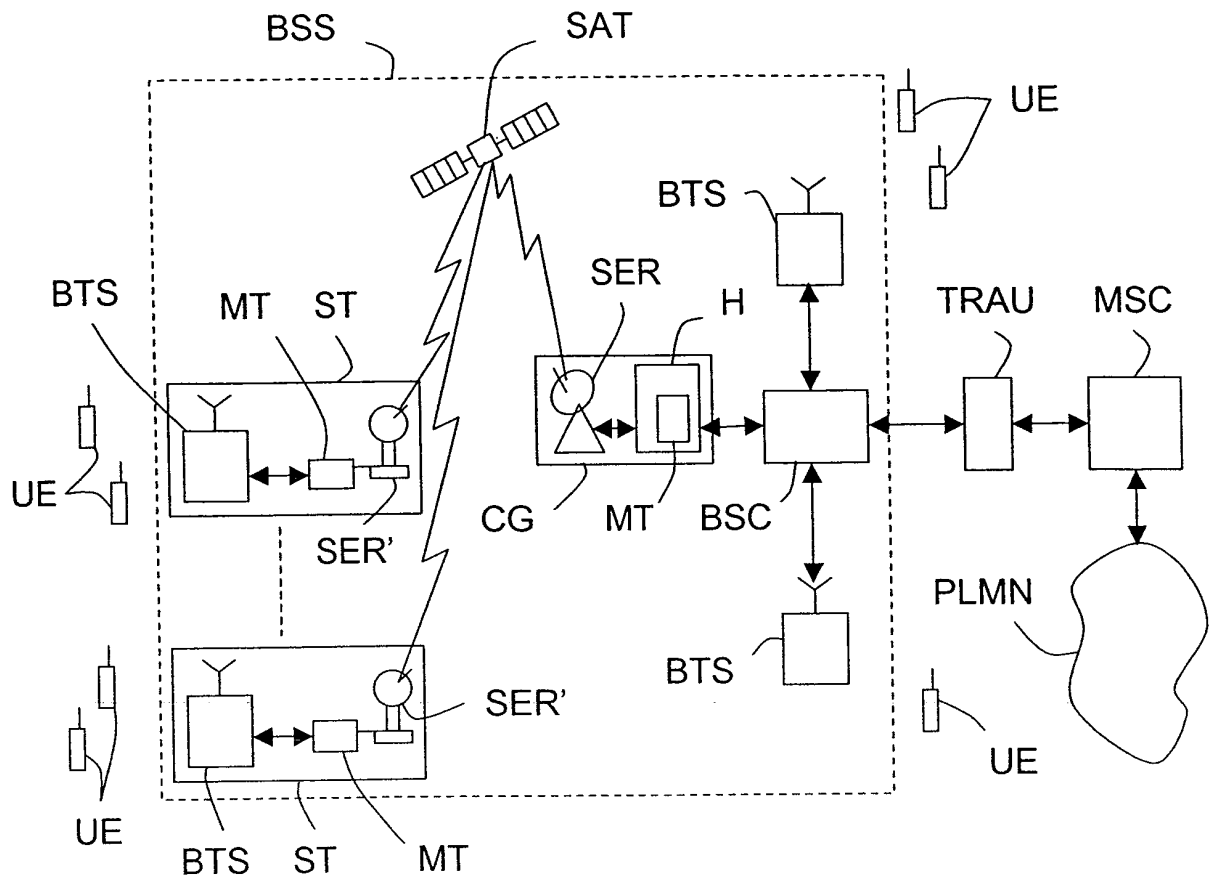 BSS
SAT
UE
BTS
SER
H
BTS
MT
ST
TRAU
MSC
UE
SER'
CG
MT
BSC
PLMN
BTS
SER'
UE
UE
BTS
ST
MT